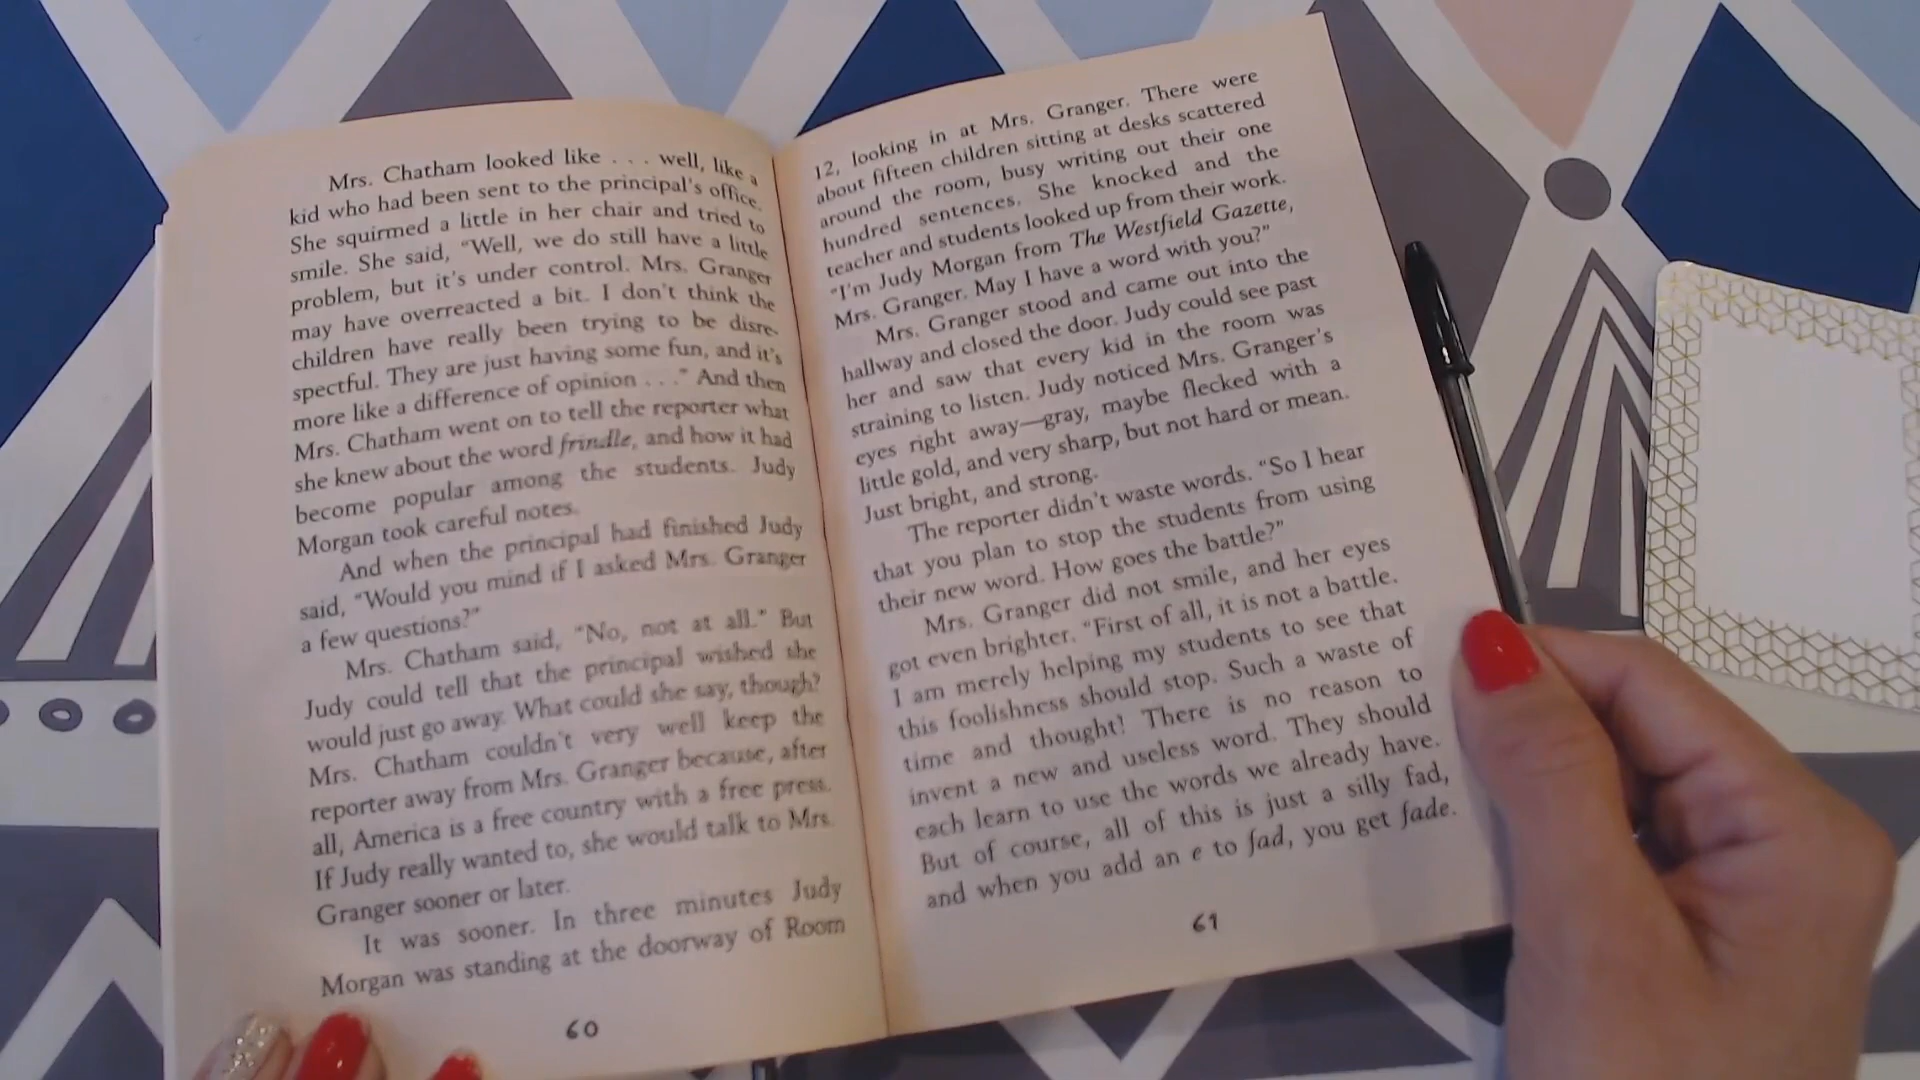 Mrs. Chatham looked like . . . well, like a
kid who had been sent to the principal's office.
She squirmed a little in her chair and tried to
smile. She said, “Well, we do still have a little
problem, but it's under control. Mrs. Granger
may have overreacted a bit. I don't think the
children have really been trying to be disre-
spectful. They are just having some fun, and it's
more like a difference of opinion . . .” And then
Mrs. Chatham went on to tell the reporter what
she knew about the word frindle, and how it had
become popular among the students. Judy
Morgan took careful notes.
And when the principal had finished Judy
said, “Would you mind if I asked Mrs. Granger
a few questions?”
Mrs. Chatham said, “No, not at all.” But
Judy could tell that the principal wished she
would just go away. What could she say, though?
Mrs. Chatham couldn't very well keep the
reporter away from Mrs. Granger because, after
all, America is a free country with a free press.
If Judy really wanted to, she would talk to Mrs.
Granger sooner or later.
It was sooner. In three minutes Judy
Morgan was standing at the doorway of Room
60
12, looking in at Mrs. Granger. There were
about fifteen children sitting at desks scattered
around the room, busy writing out their one
hundred sentences. She knocked and the
teacher and students looked up from their work.
“I'm Judy Morgan from The Westfield Gazette,
Mrs. Granger. May I have a word with you?”
Mrs. Granger stood and came out into the
hallway and closed the door. Judy could see past
her and saw that every kid in the room was
straining to listen. Judy noticed Mrs. Granger's
eyes right away—gray, maybe flecked with a
little gold, and very sharp, but not hard or mean.
Just bright, and strong.
The reporter didn't waste words. “So I hear
that you plan to stop the students from using
their new word. How goes the battle?”
Mrs. Granger did not smile, and her eyes
got even brighter. “First of all, it is not a battle.
I am merely helping my students to see that
this foolishness should stop. Such a waste of
time and thought! There is no reason to
invent a new and useless word. They should
each learn to use the words we already have.
But of course, all of this is just a silly fad,
and when you add an e to fad, you get fade.
61